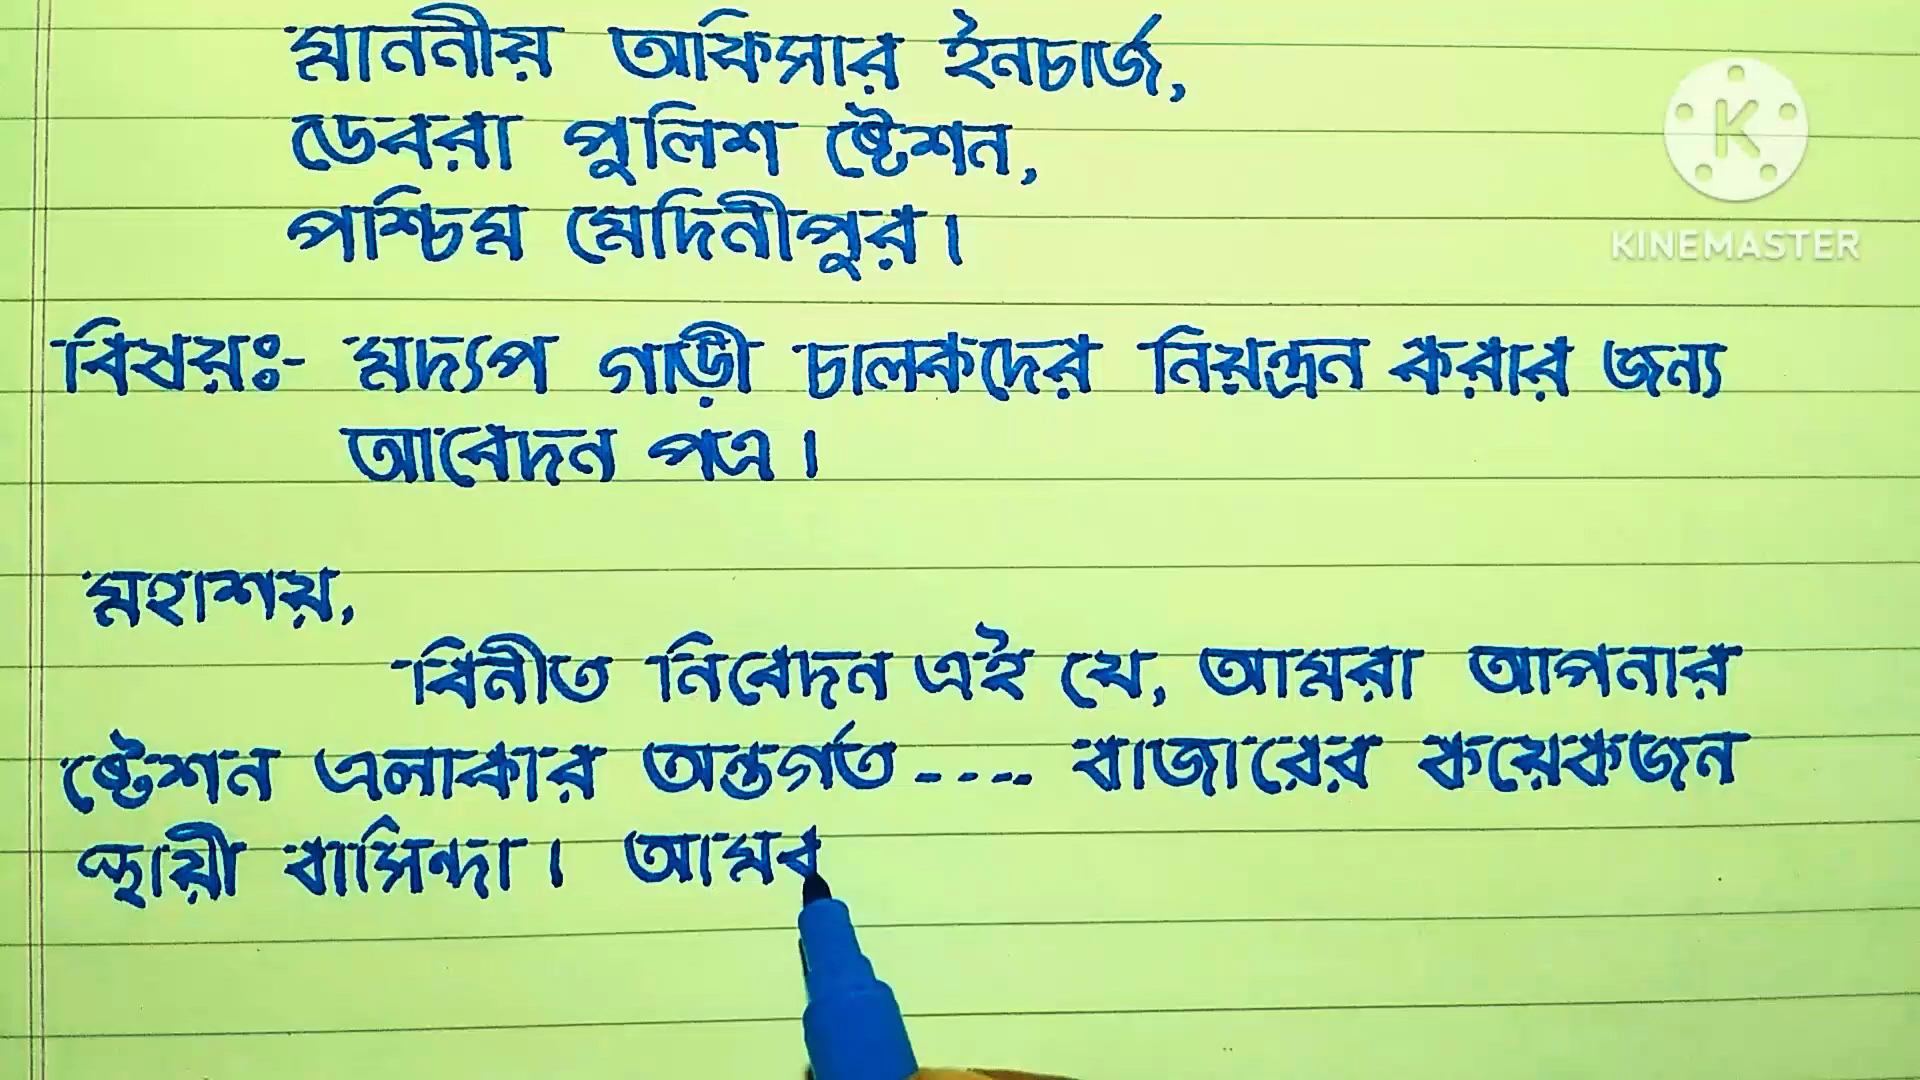 মাননীয় অফিসার ইনচার্জ,
ডেবরা পুলিশ ষ্টেশন,
পশ্চিম মেদিনীপুর।
K
KINEMASTER
বিষয়ঃ- মদ্যপ গাড়ী চালকদের নিয়ন্ত্রন করার জন্য
আবেদন পত্র।
মহাশয়,
বিনীত নিবেদন এই যে, আমরা আপনার
ষ্টেশন এলাকার অন্তর্গত ---- বাজারের কয়েকজন
স্থায়ী বাসিন্দা। আমব